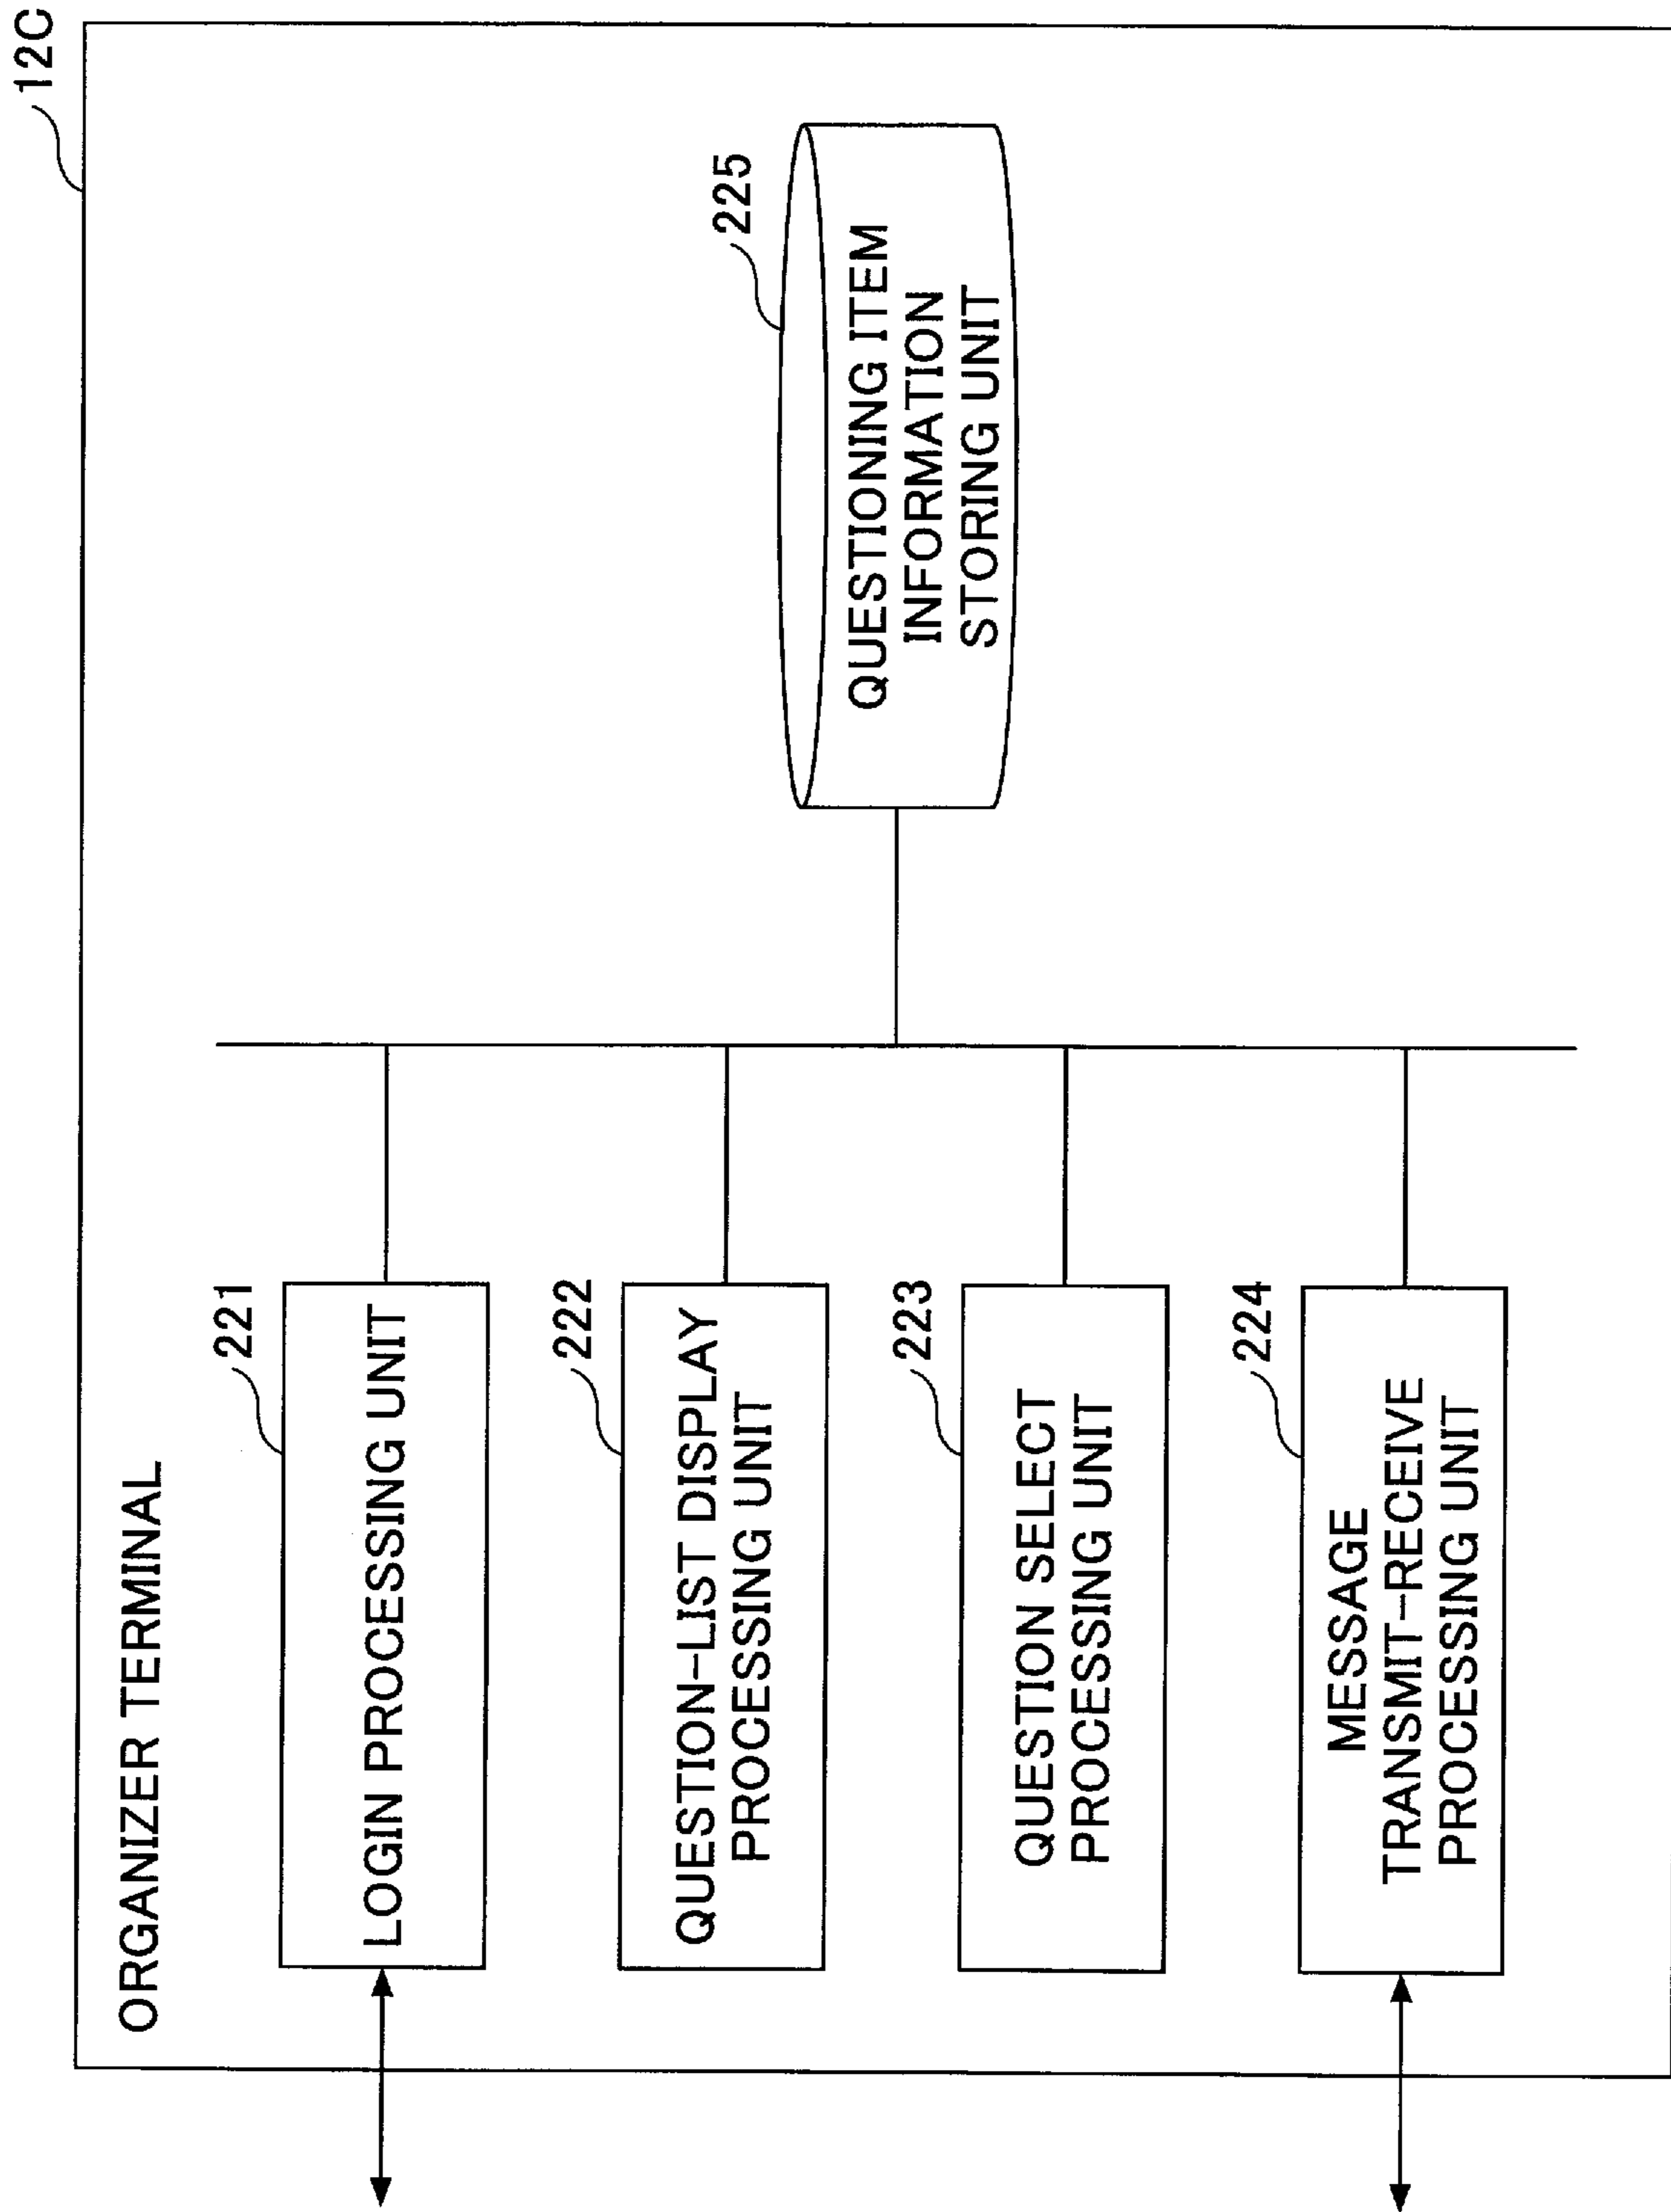 12C
ORGANIZER TERMINAL
221
LOGIN PROCESSING UNIT
222
QUESTION-LIST DISPLAY
PROCESSING UNIT
223
QUESTION SELECT
PROCESSING UNIT
224
MESSAGE
TRANSMIT-RECEIVE
PROCESSING UNIT
225
QUESTIONING ITEM
INFORMATION
STORING UNIT